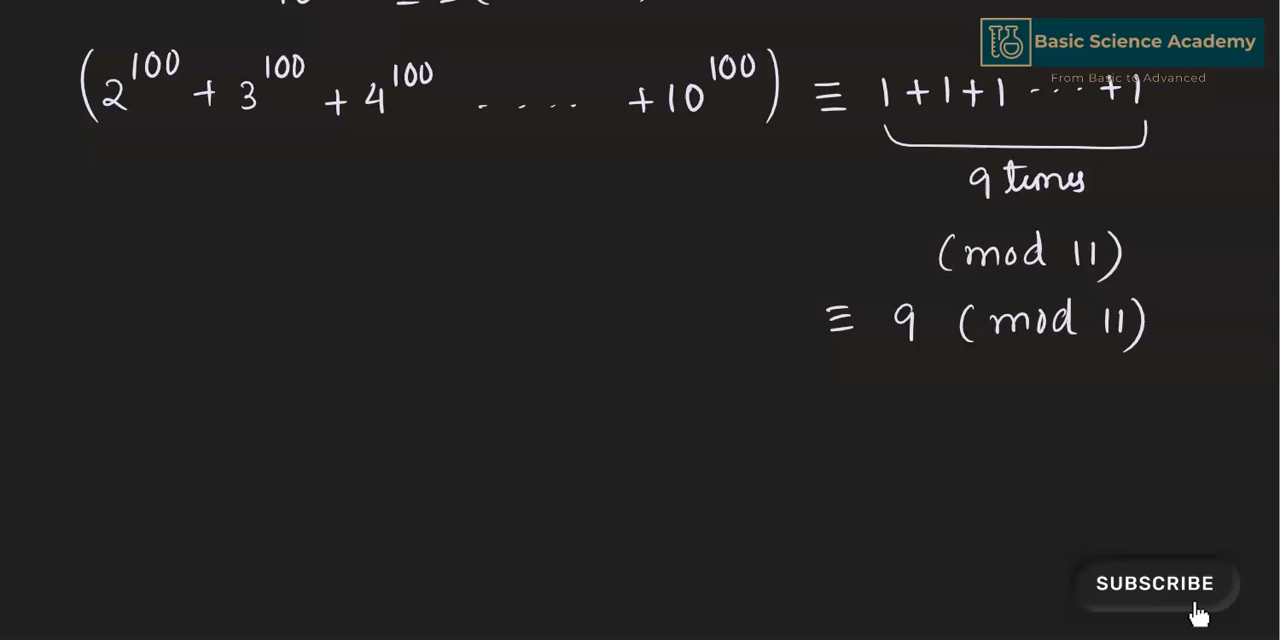 Basic Science Academy
From Basic to Advanced
(2^100 + 3^100 + 4^100 ..... + 10^100) ≡ 1 + 1 + 1 ... + 1
9 times
(mod 11)
≡ 9 (mod 11)
SUBSCRIBE